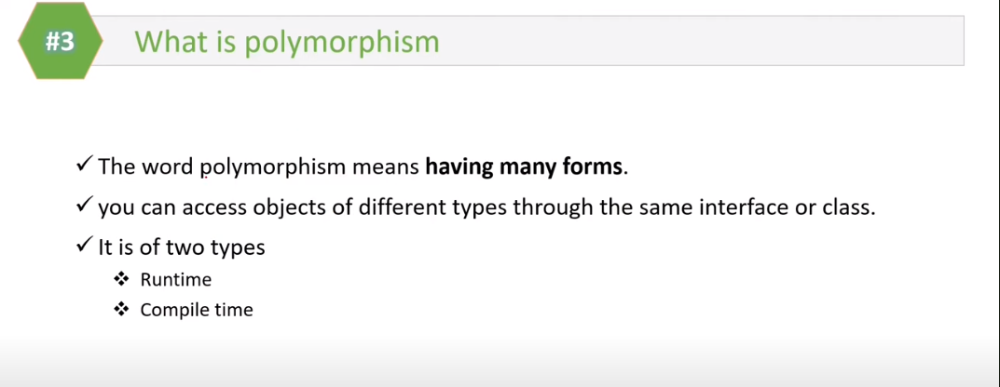 #3
What is polymorphism
✓ The word polymorphism means having many forms.
✓ you can access objects of different types through the same interface or class.
✓ It is of two types
❖ Runtime
❖ Compile time